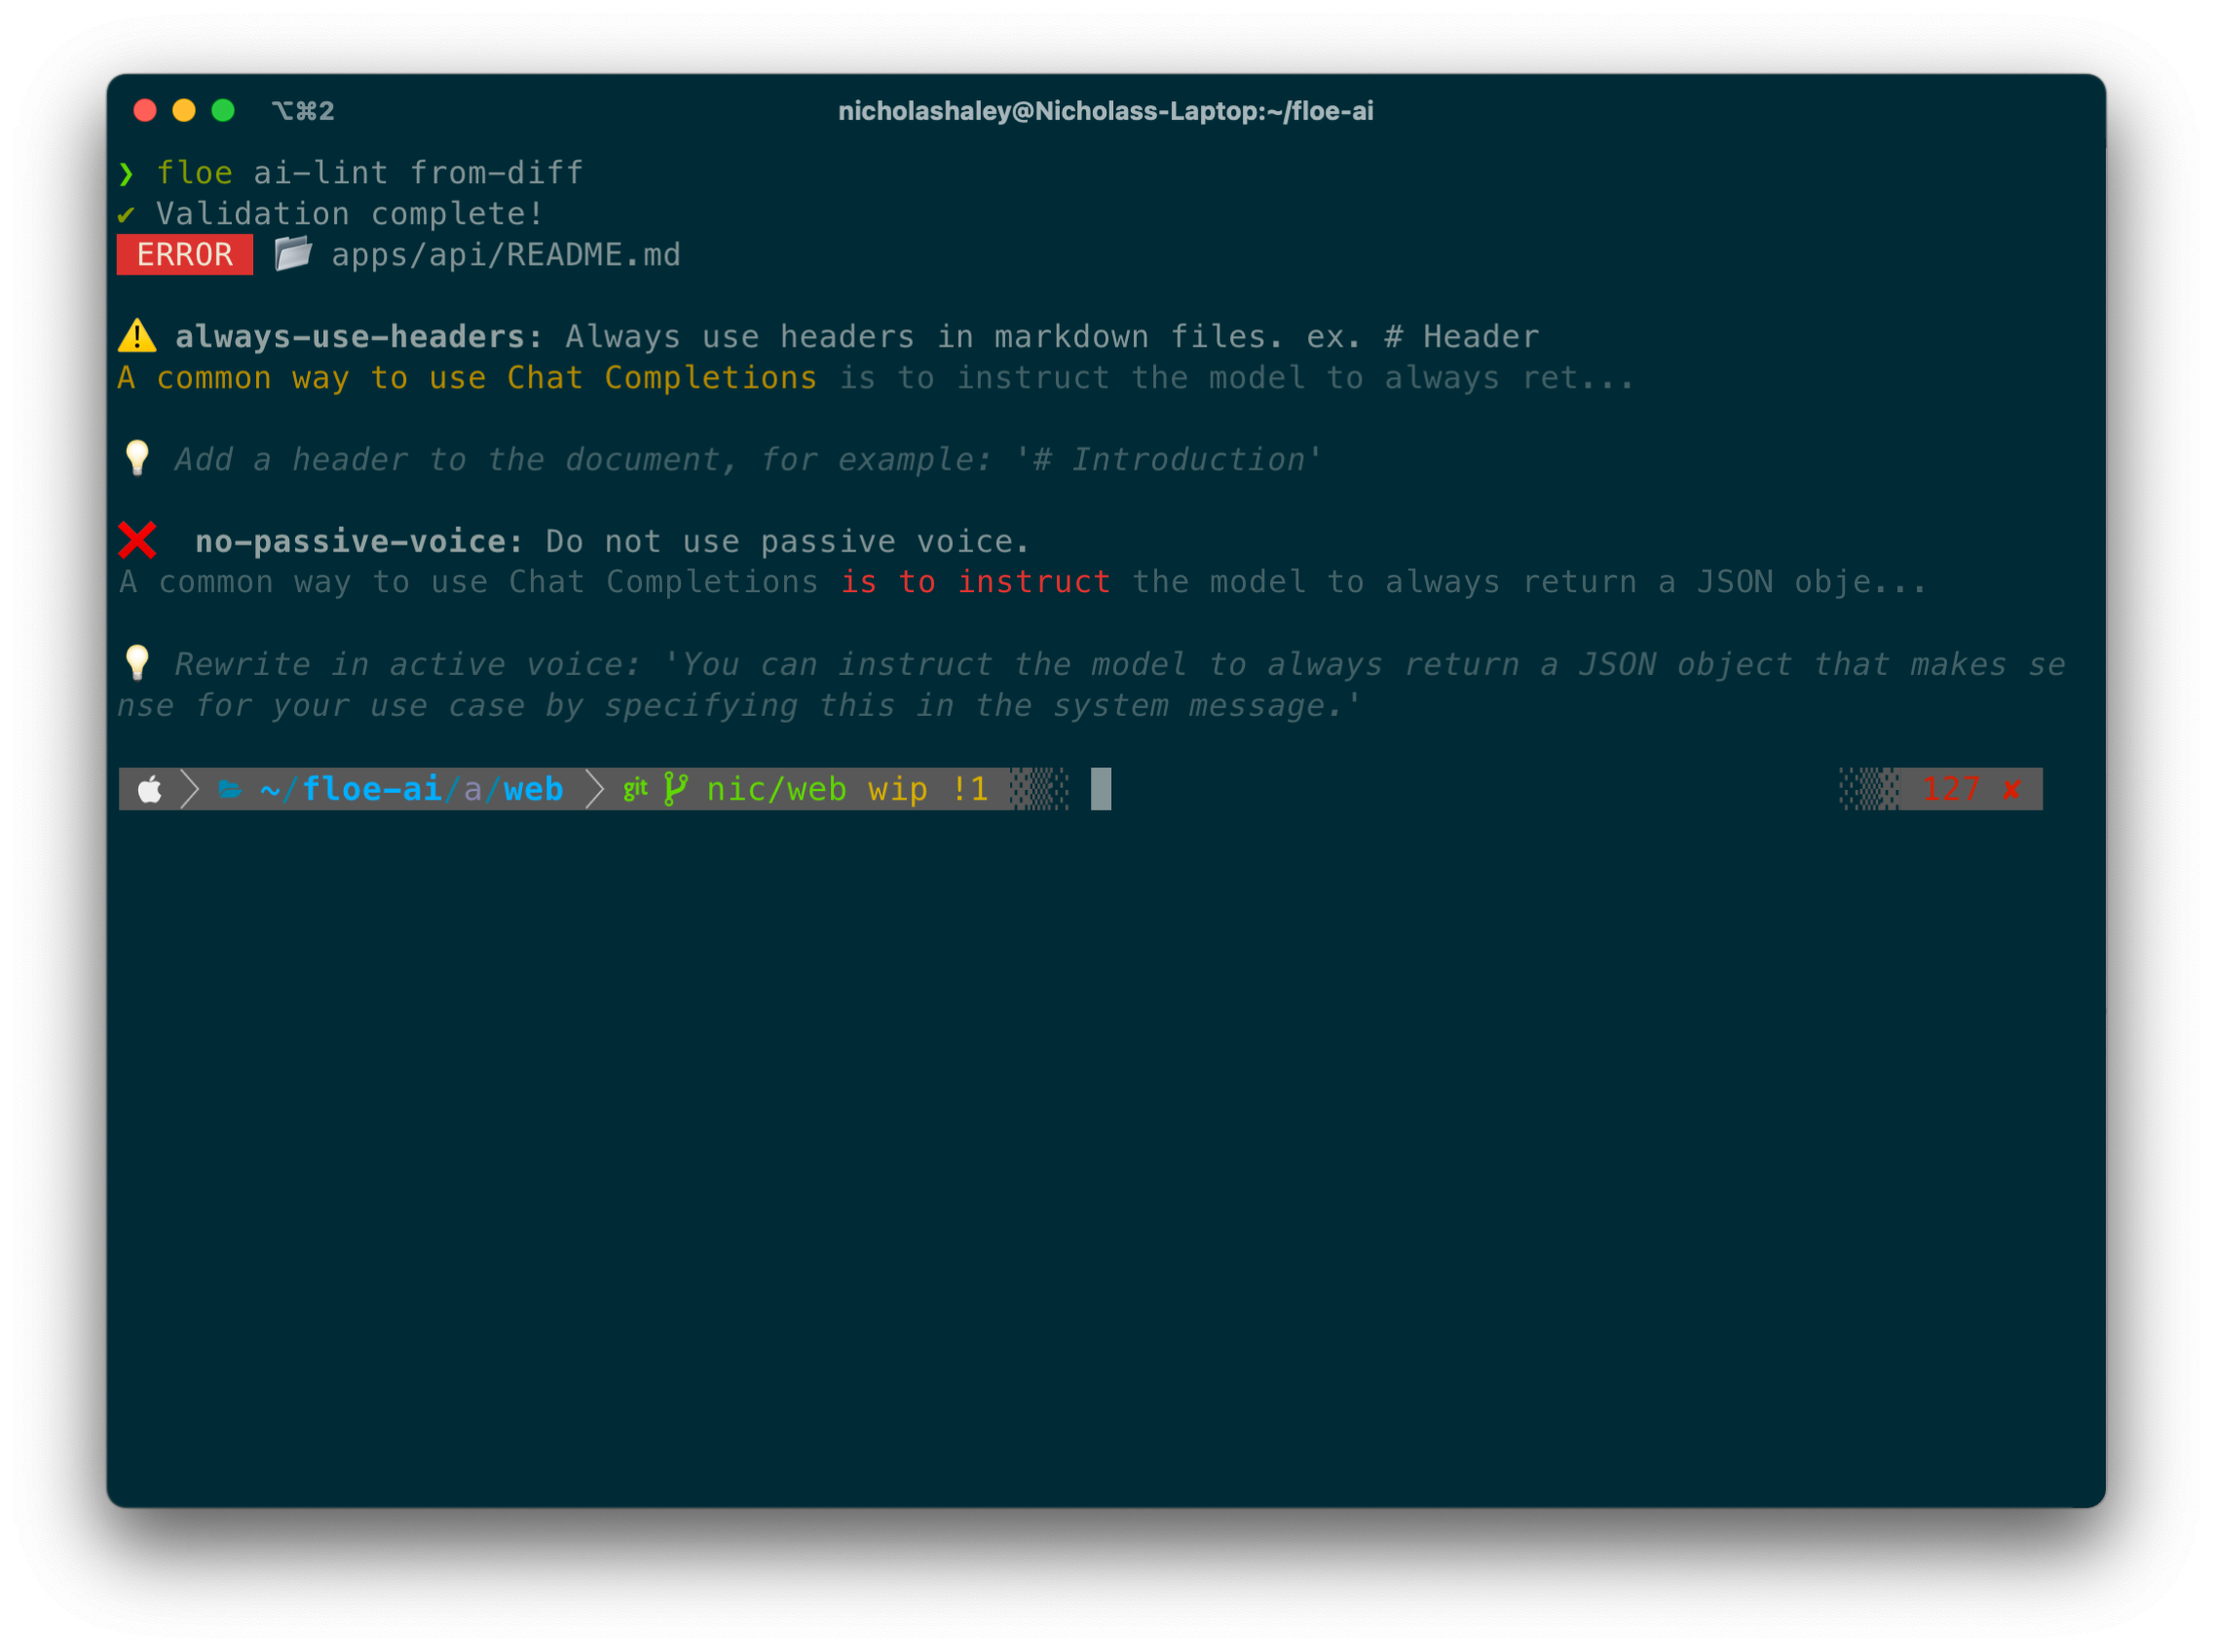 ⌥⌘2 nicholashaley@Nicholass-Laptop:~/floe-ai
❯ floe ai-lint from-diff
✔ Validation complete!
ERROR 📂 apps/api/README.md
⚠️ always-use-headers: Always use headers in markdown files. ex. # Header
A common way to use Chat Completions is to instruct the model to always ret...
💡 Add a header to the document, for example: '# Introduction'
❌ no-passive-voice: Do not use passive voice.
A common way to use Chat Completions is to instruct the model to always return a JSON obje...
💡 Rewrite in active voice: 'You can instruct the model to always return a JSON object that makes se
nse for your use case by specifying this in the system message.'
~/floe-ai/a/web git nic/web wip !1 127 ✘